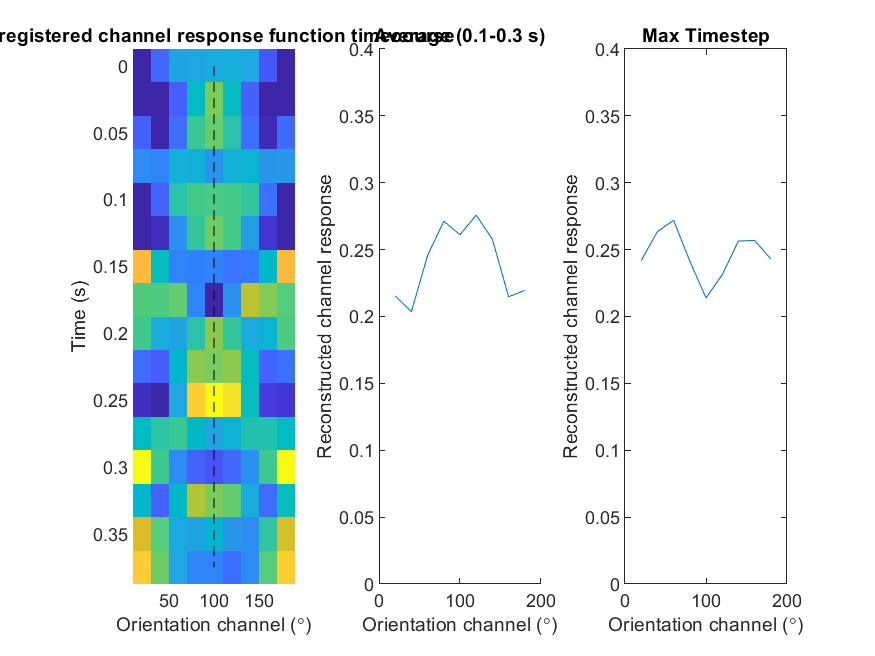 registered channel response function timecourse
Average (0.1-0.3 s)
Max Timestep
0
0.05
0.1
0.15
0.2
0.25
0.3
0.35
Time (s)
50 100 150
Orientation channel (°)
0.4
0.35
0.3
0.25
0.2
0.15
0.1
0.05
0
Reconstructed channel response
0 100 200
Orientation channel (°)
0.4
0.35
0.3
0.25
0.2
0.15
0.1
0.05
0
Reconstructed channel response
0 100 200
Orientation channel (°)